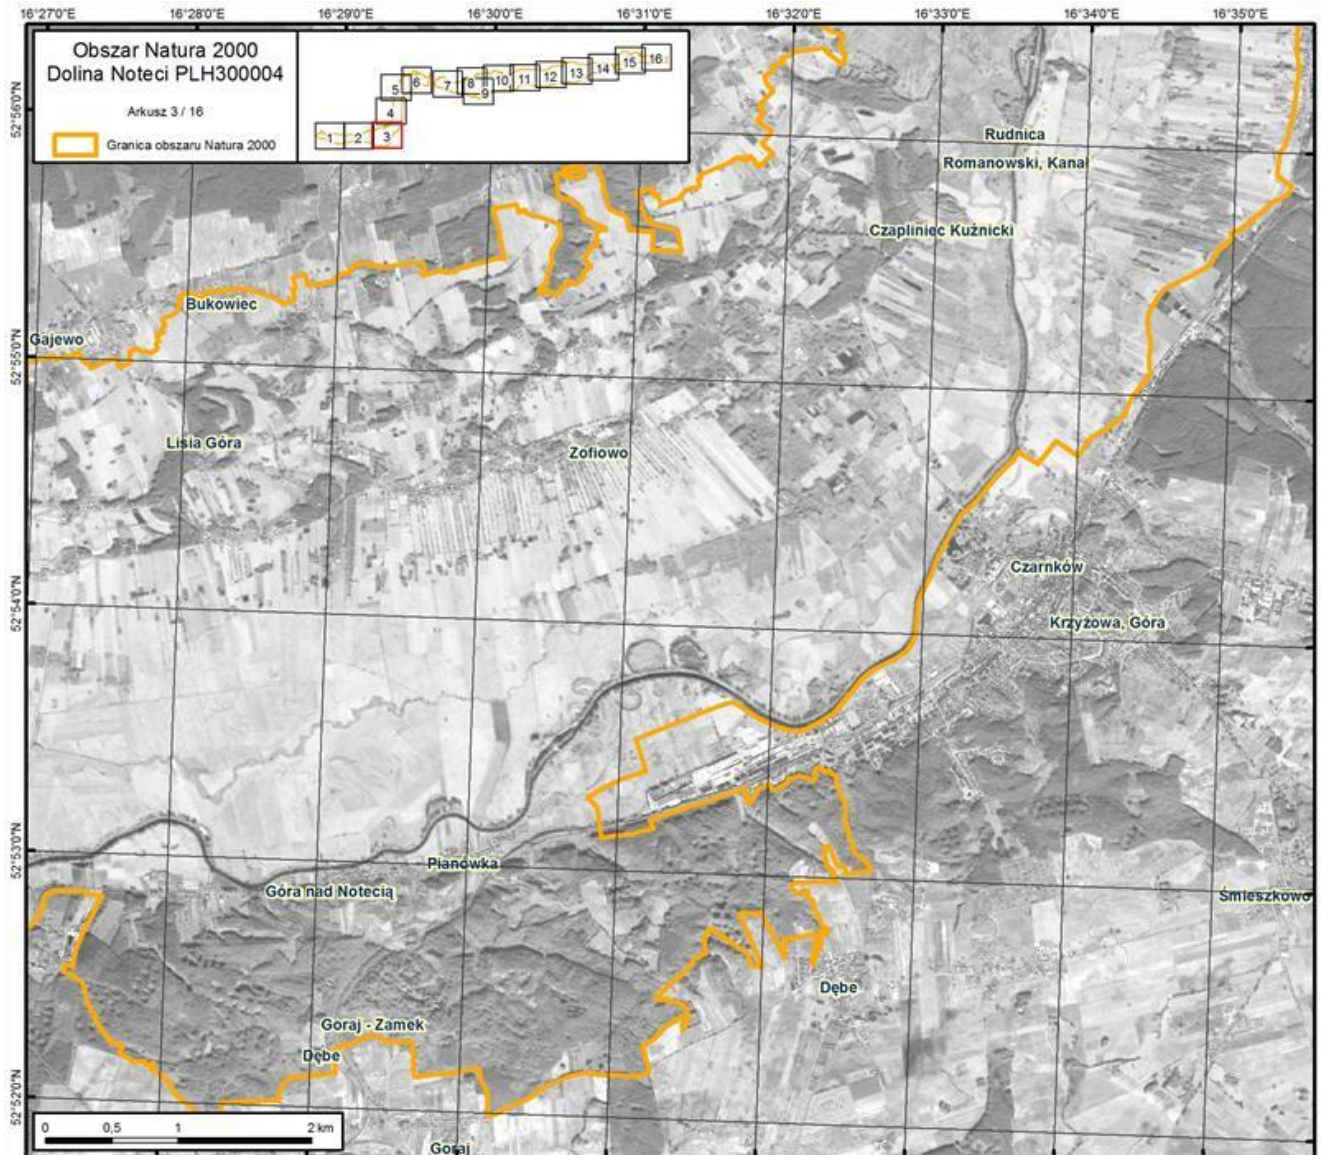 16°27'0"E 16°28'0"E 16°29'0"E 16°30'0"E 16°31'0"E 16°32'0"E 16°33'0"E 16°34'0"E 16°35'0"E
Obszar Natura 2000
Dolina Noteci PLH300004
Arkusz 3 / 16
Granica obszaru Natura 2000
1 2 3 4 5 6 7 8 9 10 11 12 13 14 15 16
52°56'0"N
Rudnica
Romanowski, Kanał
Czapliniec Kuźnicki
Bukowiec
Gajewo
52°55'0"N
Lisia Góra
Zofiowo
Czarnków
52°54'0"N
Krzyżowa, Góra
52°53'0"N
Pianówka
Góra nad Notecią
Śmieszkowo
Dębe
Goraj - Zamek
Dębe
52°52'0"N
0 0,5 1 2 km
Goraj